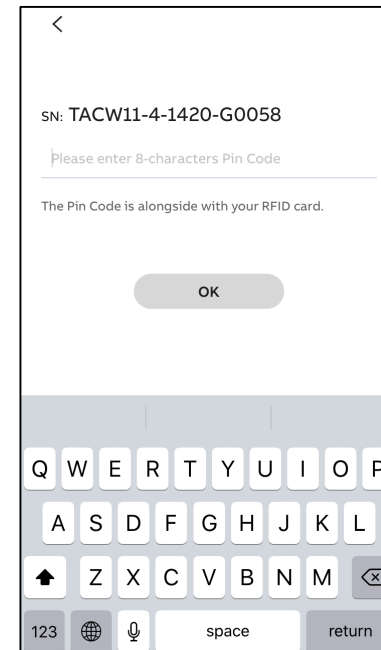 SN: TACW11-4-1420-G0058
Please enter 8-characters Pin Code
The Pin Code is alongside with your RFID card.
OK
Q W E R T Y U I O P
A S D F G H J K L
Z X C V B N M
123 space return